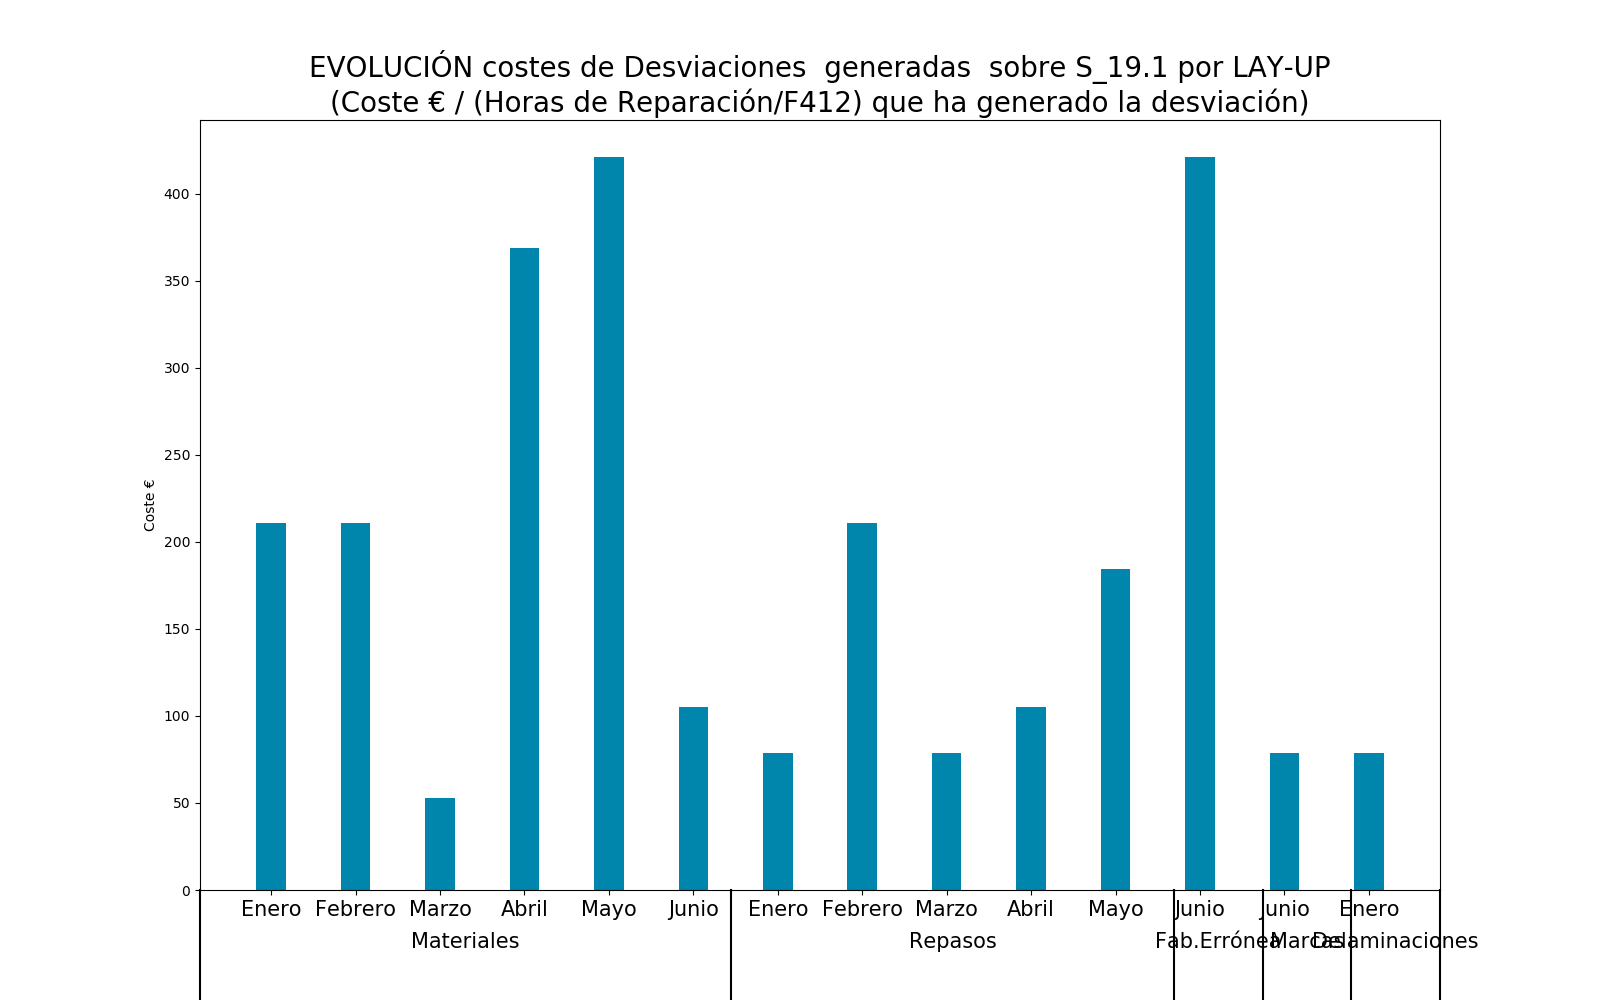 EVOLUCIÓN costes de Desviaciones  generadas  sobre S_19.1 por LAY-UP
(Coste € / (Horas de Reparación/F412) que ha generado la desviación)
400
350
300
250
200
150
100
50
0
Coste €
Enero Febrero Marzo Abril Mayo Junio Enero Febrero Marzo Abril Mayo Junio Junio Enero
Materiales Repasos Fab.Errónea Marcas Delaminaciones